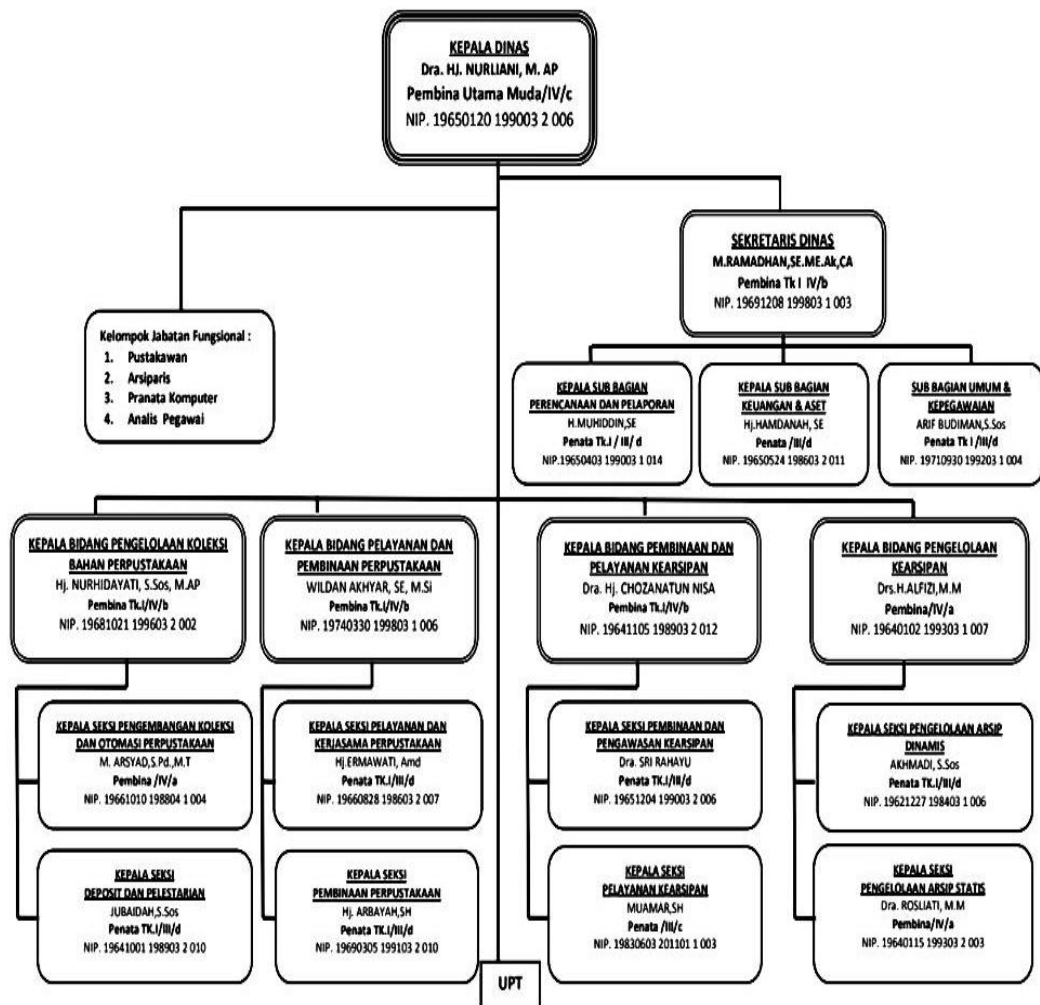 KEPALA DINAS
Dra. HJ. NURLIANI, M. AP
Pembina Utama Muda/IV/c
NIP. 19650120 199003 2 006
SEKRETARIS DINAS
M.RAMADHAN,SE.ME.Ak,CA
Pembina Tk I IV/b
NIP. 19691208 199803 1 003
Kelompok Jabatan Fungsional :
1. Pustakawan
2. Arsiparis
3. Pranata Komputer
4. Analis Pegawai
KEPALA SUB BAGIAN
PERENCANAAN DAN PELAPORAN
H.MUHIDDIN,SE
Penata Tk.I / III/ d
NIP.19650403 199003 1 014
KEPALA SUB BAGIAN
KEUANGAN & ASET
Hj.HAMDANAH, SE
Penata /III/d
NIP. 19650524 198603 2 011
SUB BAGIAN UMUM &
KEPEGAWAIAN
ARIF BUDIMAN,S.Sos
Penata Tk I /III/d
NIP. 19710930 199203 1 004
KEPALA BIDANG PENGELOLAAN KOLEKSI
BAHAN PERPUSTAKAAN
Hj. NURHIDAYATI, S.Sos, M.AP
Pembina Tk.I/IV/b
NIP. 19681021 199603 2 002
KEPALA BIDANG PELAYANAN DAN
PEMBINAAN PERPUSTAKAAN
WILDAN AKHYAR, SE, M.Si
Pembina Tk.I/IV/b
NIP. 19740330 199803 1 006
KEPALA BIDANG PEMBINAAN DAN
PELAYANAN KEARSIPAN
Dra. Hj. CHOZANATUN NISA
Pembina Tk.I/IV/b
NIP. 19641105 198903 2 012
KEPALA BIDANG PENGELOLAAN
KEARSIPAN
Drs.H.ALFIZI,M.M
Pembina/IV/a
NIP. 19640102 199303 1 007
KEPALA SEKSI PENGEMBANGAN KOLEKSI
DAN OTOMASI PERPUSTAKAAN
M. ARSYAD,S.Pd.,M.T
Pembina /IV/a
NIP. 19661010 198804 1 004
KEPALA SEKSI PELAYANAN DAN
KERJASAMA PERPUSTAKAAN
Hj.ERMAWATI, Amd
Penata TK.I/III/d
NIP. 19660828 198603 2 007
KEPALA SEKSI PEMBINAAN DAN
PENGAWASAN KEARSIPAN
Dra. SRI RAHAYU
Penata TK.I/III/d
NIP. 19651204 199003 2 006
KEPALA SEKSI PENGELOLAAN ARSIP
DINAMIS
AKHMADI, S.Sos
Penata TK.I/III/d
NIP. 19621227 198403 1 006
KEPALA SEKSI
DEPOSIT DAN PELESTARIAN
JUBAIDAH,S.Sos
Penata TK.I/III/d
NIP. 19641001 198903 2 010
KEPALA SEKSI
PEMBINAAN PERPUSTAKAAN
Hj. ARBAYAH,SH
Penata TK.I/III/d
NIP. 19690305 199103 2 010
KEPALA SEKSI
PELAYANAN KEARSIPAN
MUAMAR,SH
Penata /III/c
NIP. 19830603 201101 1 003
KEPALA SEKSI
PENGELOLAAN ARSIP STATIS
Dra. ROSLIATI, M.M
Pembina/IV/a
NIP. 19640115 199303 2 003
UPT